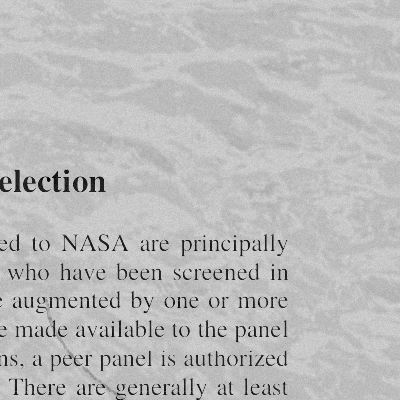 election
ed to NASA are principally
who have been screened in
e augmented by one or more
e made available to the panel
ns, a peer panel is authorized
There are generally at least